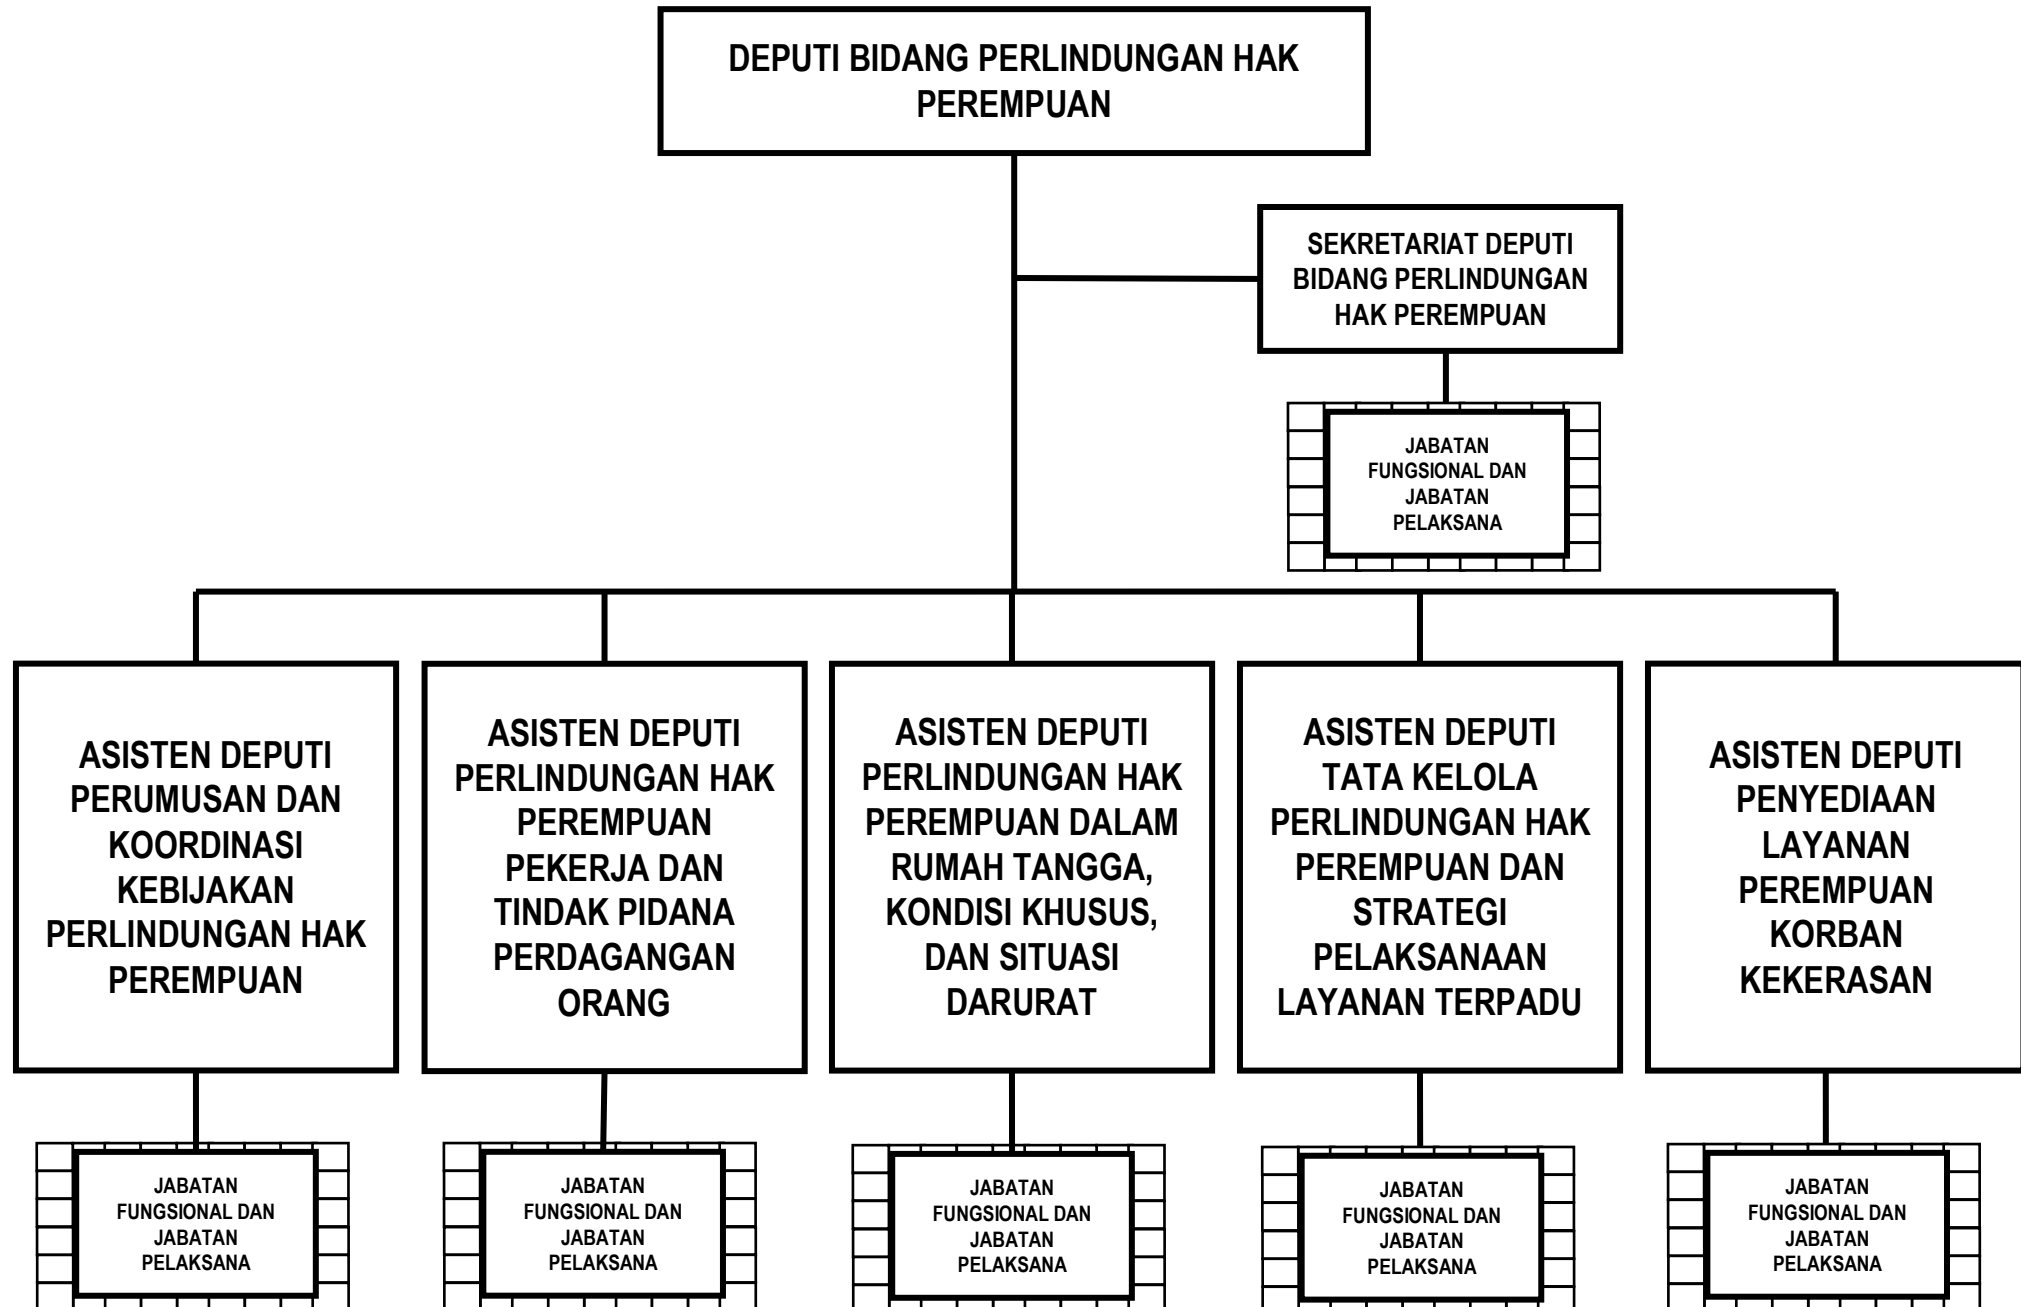 DEPUTI BIDANG PERLINDUNGAN HAK
PEREMPUAN
SEKRETARIAT DEPUTI
BIDANG PERLINDUNGAN
HAK PEREMPUAN
JABATAN
FUNGSIONAL DAN
JABATAN
PELAKSANA
ASISTEN DEPUTI
PERUMUSAN DAN
KOORDINASI
KEBIJAKAN
PERLINDUNGAN HAK
PEREMPUAN
ASISTEN DEPUTI
PERLINDUNGAN HAK
PEREMPUAN
PEKERJA DAN
TINDAK PIDANA
PERDAGANGAN
ORANG
ASISTEN DEPUTI
PERLINDUNGAN HAK
PEREMPUAN DALAM
RUMAH TANGGA,
KONDISI KHUSUS,
DAN SITUASI
DARURAT
ASISTEN DEPUTI
TATA KELOLA
PERLINDUNGAN HAK
PEREMPUAN DAN
STRATEGI
PELAKSANAAN
LAYANAN TERPADU
ASISTEN DEPUTI
PENYEDIAAN
LAYANAN
PEREMPUAN
KORBAN
KEKERASAN
JABATAN
FUNGSIONAL DAN
JABATAN
PELAKSANA
JABATAN
FUNGSIONAL DAN
JABATAN
PELAKSANA
JABATAN
FUNGSIONAL DAN
JABATAN
PELAKSANA
JABATAN
FUNGSIONAL DAN
JABATAN
PELAKSANA
JABATAN
FUNGSIONAL DAN
JABATAN
PELAKSANA